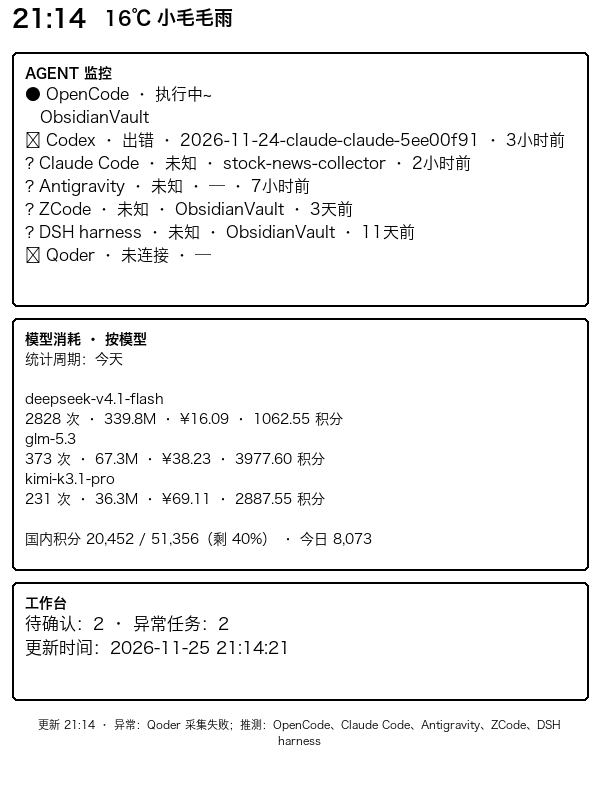 21:14 16℃ 小毛毛雨
AGENT 监控
● OpenCode · 执行中~
ObsidianVault
☒ Codex · 出错 · 2026-11-24-claude-claude-5ee00f91 · 3小时前
? Claude Code · 未知 · stock-news-collector · 2小时前
? Antigravity · 未知 · — · 7小时前
? ZCode · 未知 · ObsidianVault · 3天前
? DSH harness · 未知 · ObsidianVault · 11天前
☒ Qoder · 未连接 · —
模型消耗 · 按模型
统计周期：今天
deepseek-v4.1-flash
2828 次 · 339.8M · ¥16.09 · 1062.55 积分
glm-5.3
373 次 · 67.3M · ¥38.23 · 3977.60 积分
kimi-k3.1-pro
231 次 · 36.3M · ¥69.11 · 2887.55 积分
国内积分 20,452 / 51,356（剩 40%） · 今日 8,073
工作台
待确认：2 · 异常任务：2
更新时间：2026-11-25 21:14:21
更新 21:14 · 异常：Qoder 采集失败；推测：OpenCode、Claude Code、Antigravity、ZCode、DSH
harness